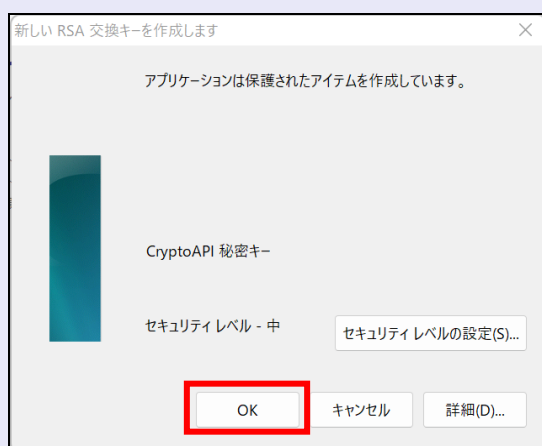 新しい RSA 交換キーを作成します
アプリケーションは保護されたアイテムを作成しています。
CryptoAPI 秘密キー
セキュリティ レベル - 中
セキュリティ レベルの設定(S)...
OK
キャンセル
詳細(D)...